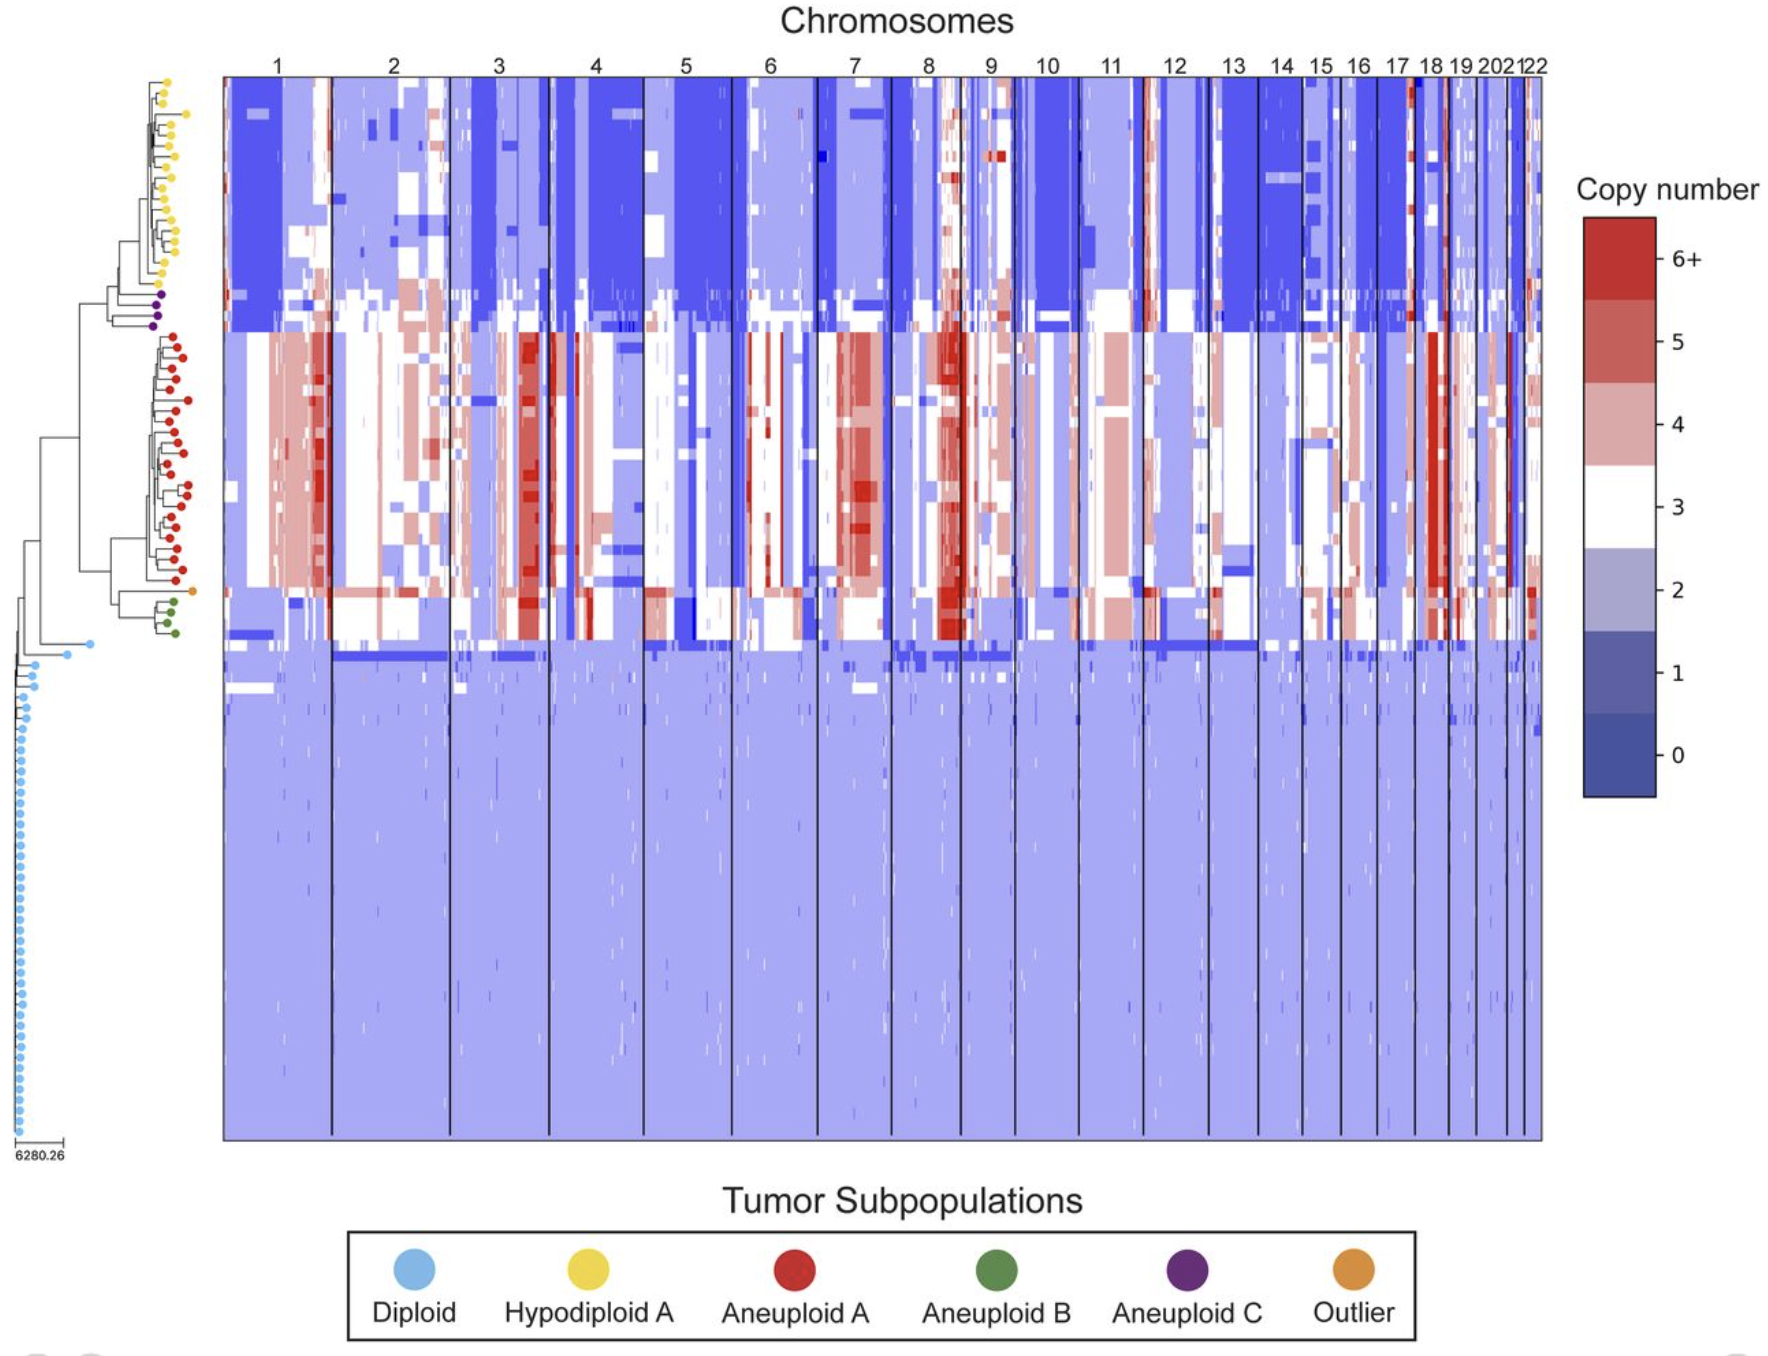 Chromosomes
1 2 3 4 5 6 7 8 9 10 11 12 13 14 15 16 17 18 19 20 21 22
Copy number
6+
5
4
3
2
1
0
6280.26
Tumor Subpopulations
Diploid Hypodiploid A Aneuploid A Aneuploid B Aneuploid C Outlier